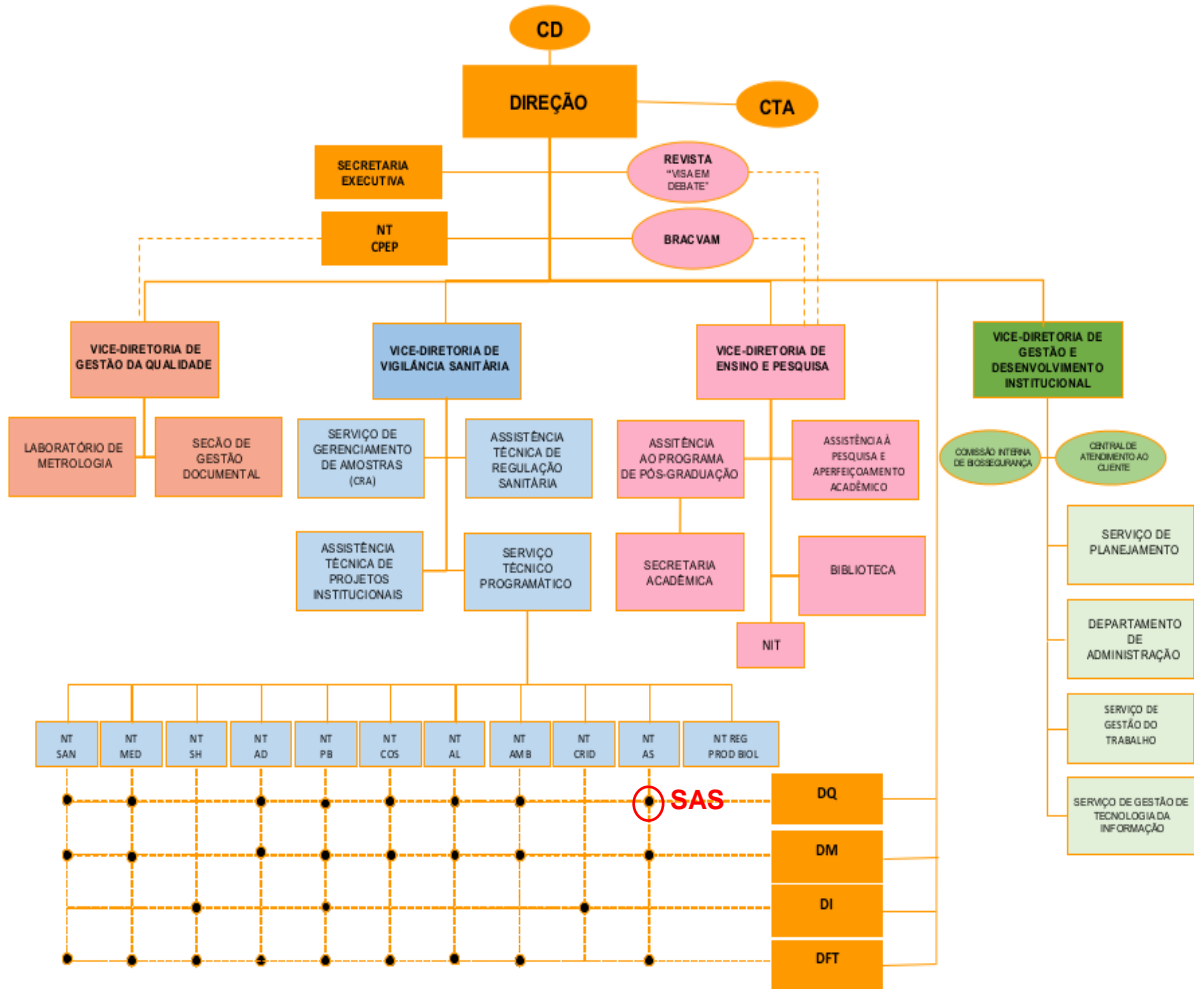 CD
DIREÇÃO
CTA
SECRETARIA
EXECUTIVA
REVISTA
“VISA EM
DEBATE”
NT
CPEP
BRACVAM
VICE-DIRETORIA DE
GESTÃO DA QUALIDADE
VICE-DIRETORIA DE
VIGILÂNCIA SANITÁRIA
VICE-DIRETORIA DE
ENSINO E PESQUISA
VICE-DIRETORIA DE
GESTÃO E
DESENVOLVIMENTO
INSTITUCIONAL
LABORATÓRIO DE
METROLOGIA
SECÃO DE
GESTÃO
DOCUMENTAL
SERVIÇO DE
GERENCIAMENTO
DE AMOSTRAS
(CRA)
ASSISTÊNCIA
TÉCNICA DE
REGULAÇÃO
SANITÁRIA
ASSITÊNCIA
AO PROGRAMA
DE PÓS-GRADUAÇÃO
ASSISTÊNCIA À
PESQUISA E
APERFEIÇOAMENTO
ACADÊMICO
COMISSÃO INTERNA
DE BIOSSEGURANÇA
CENTRAL DE
ATENDIMENTO AO
CLIENTE
ASSISTÊNCIA
TÉCNICA DE
PROJETOS
INSTITUCIONAIS
SERVIÇO
TÉCNICO
PROGRAMÁTICO
SECRETARIA
ACADÊMICA
BIBLIOTECA
NIT
SERVIÇO DE
PLANEJAMENTO
DEPARTAMENTO
DE
ADMINISTRAÇÃO
SERVIÇO DE
GESTÃO DO
TRABALHO
SERVIÇO DE GESTÃO DE
TECNOLOGIA DA
INFORMAÇÃO
NT
SAN
NT
MED
NT
SH
NT
AD
NT
PB
NT
COS
NT
AL
NT
AMB
NT
CRID
NT
AS
NT REG
PROD BIOL
SAS
DQ
DM
DI
DFT